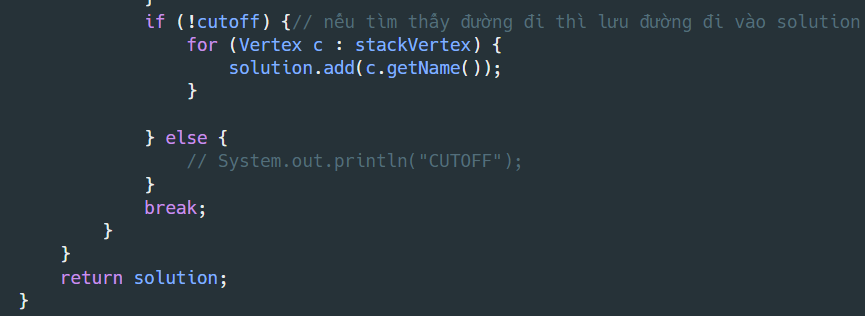 }
if (!cutoff) {// nếu tìm thấy đường đi thì lưu đường đi vào solution
for (Vertex c : stackVertex) {
solution.add(c.getName());
}
} else {
// System.out.println("CUTOFF");
}
break;
}
}
return solution;
}